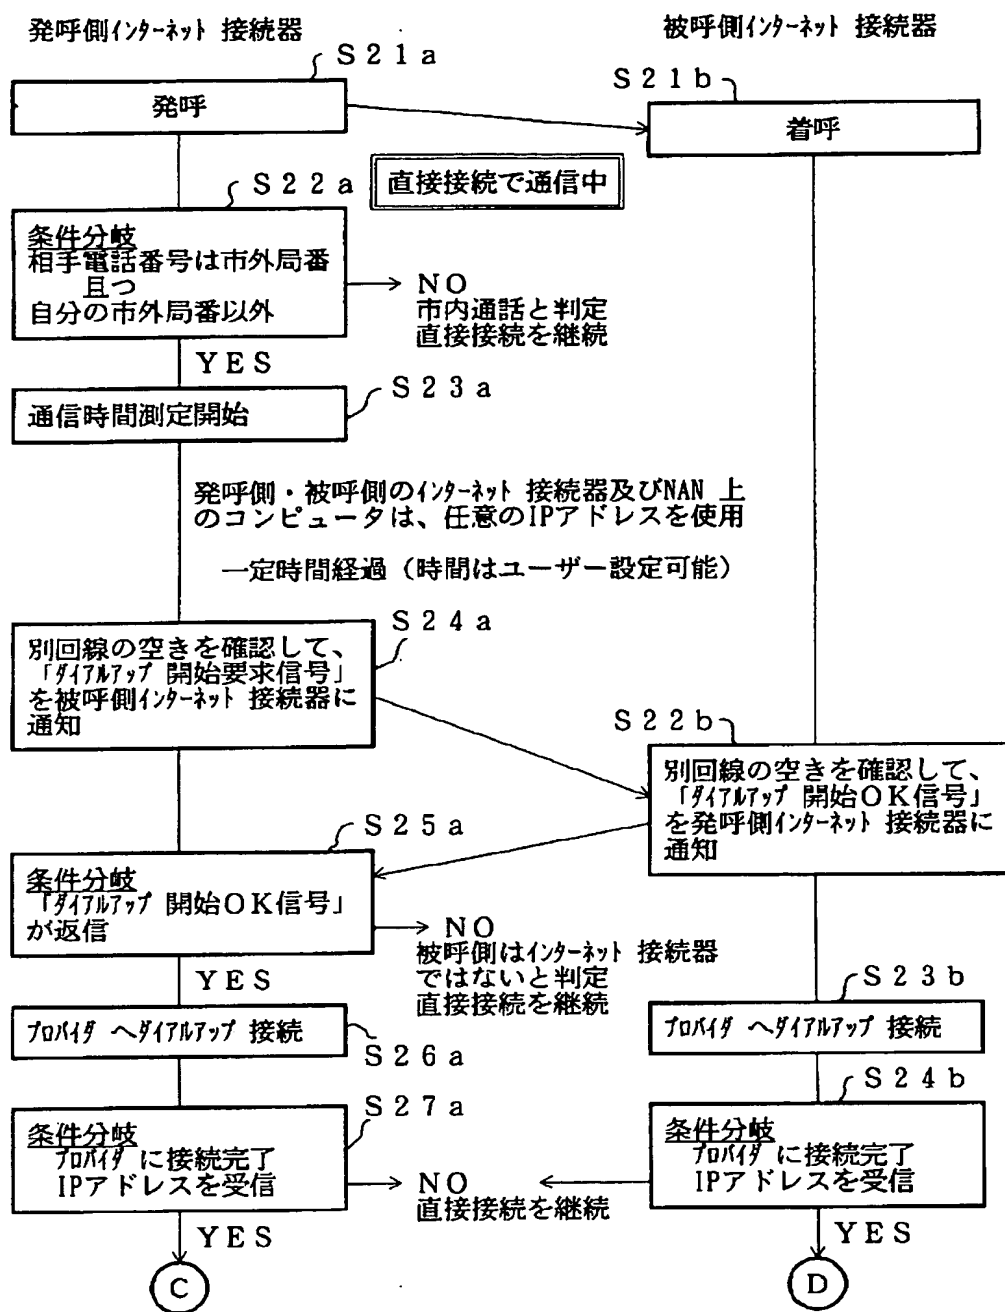 発呼側インターネット 接続器
被呼側インターネット 接続器
S21a
発呼
S21b
着呼
直接接続で通信中
S22a
条件分岐
相手電話番号は市外局番
且つ
自分の市外局番以外
NO
市内通話と判定
直接接続を継続
YES
S23a
通信時間測定開始
発呼側・被呼側のインターネット 接続器及びNAN 上
のコンピュータは、任意のIPアドレスを使用
一定時間経過(時間はユーザー設定可能)
S24a
別回線の空きを確認して、
「ダイアルアップ 開始要求信号」
を被呼側インターネット 接続器に
通知
S22b
別回線の空きを確認して、
「ダイアルアップ 開始OK信号」
を発呼側インターネット 接続器に
通知
S25a
条件分岐
「ダイアルアップ 開始OK信号」
が返信
NO
被呼側はインターネット 接続器
ではないと判定
直接接続を継続
YES
プロバイダ へダイアルアップ 接続
S26a
S23b
プロバイダ へダイアルアップ 接続
S27a
条件分岐
プロバイダ に接続完了
IPアドレスを受信
NO
直接接続を継続
S24b
条件分岐
プロバイダ に接続完了
IPアドレスを受信
YES
YES
C
D